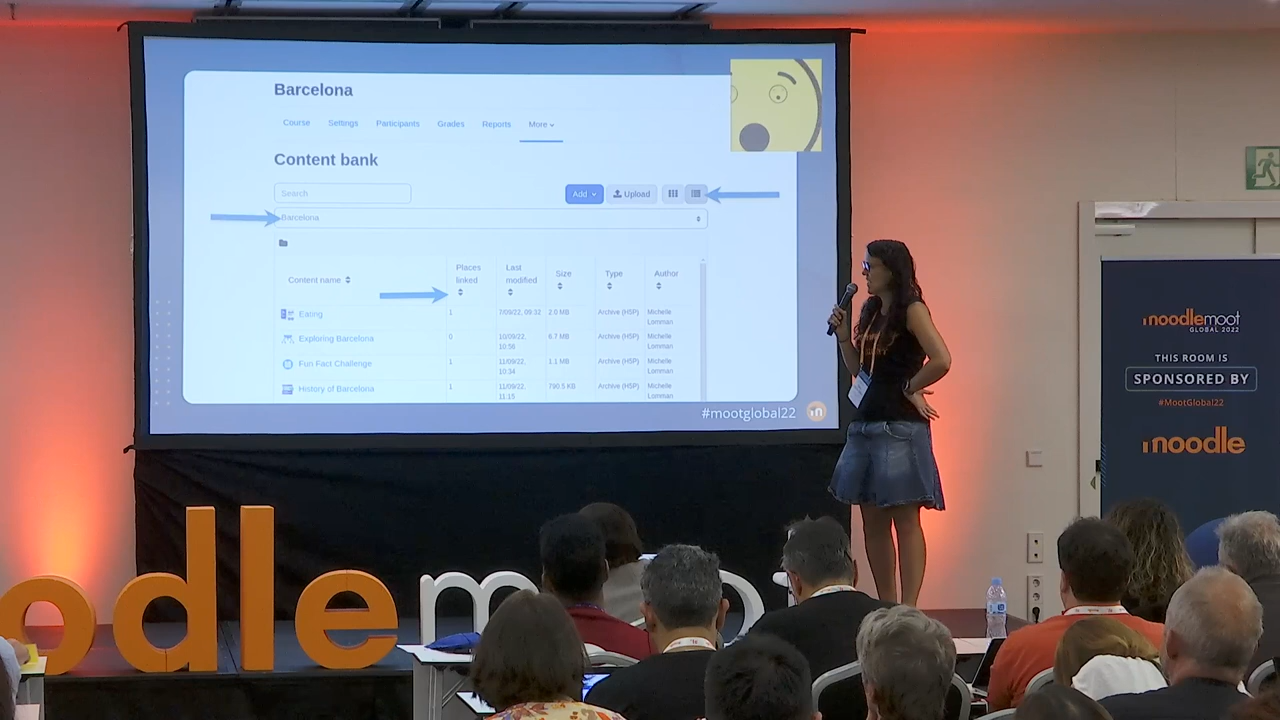 Barcelona
Course Settings Participants Grades Reports More
Content bank
Search
Add Upload
Barcelona
Content name Places linked Last modified Size Type Author
Eating 1 7/09/22, 09:32 2.0 MB Archive (H5P) Michelle Lomman
Exploring Barcelona 0 10/09/22, 10:56 6.7 MB Archive (H5P) Michelle Lomman
Fun Fact Challenge 1 11/09/22, 10:34 1.1 MB Archive (H5P) Michelle Lomman
History of Barcelona 1 11/09/22, 11:15 790.5 KB Archive (H5P) Michelle Lomman
#mootglobal22
moodlemoot
GLOBAL 2022
THIS ROOM IS
SPONSORED BY
#MootGlobal22
moodle
odle